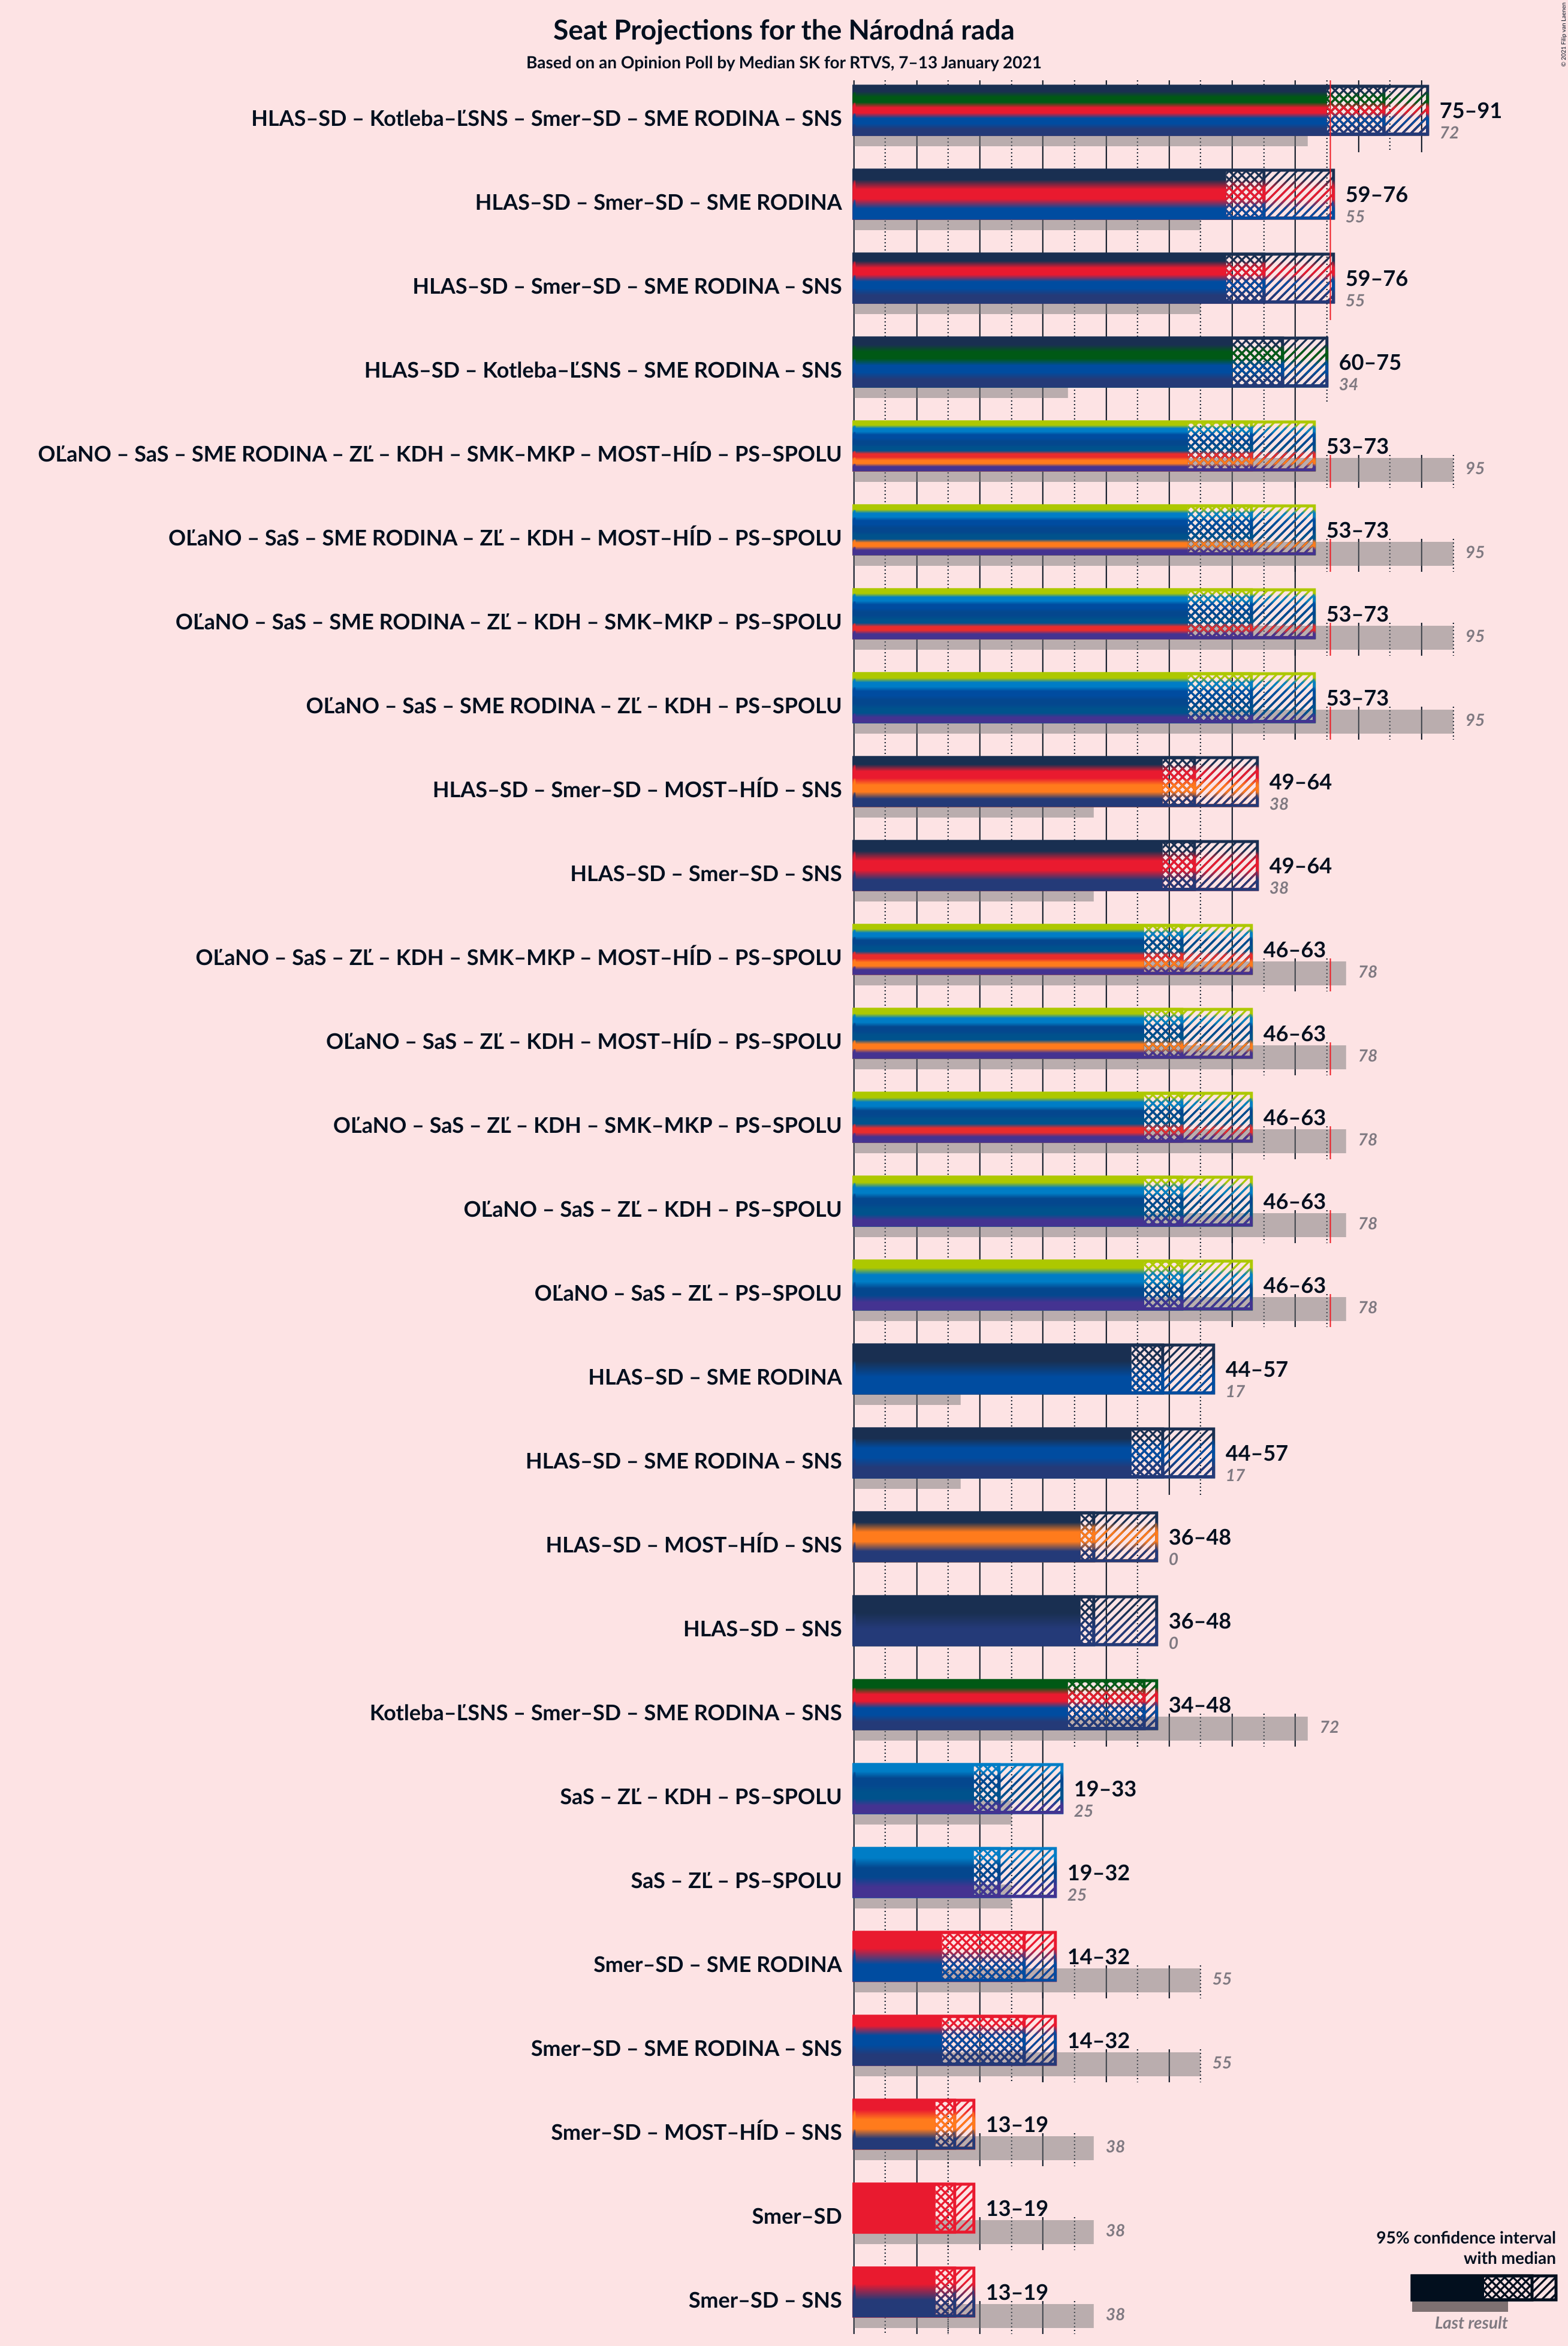 Seat Projections for the Národná rada
Based on an Opinion Poll by Median SK for RTVS, 7–13 January 2021
© 2021 Filip van Laenen
HLAS–SD – Kotleba–ĽSNS – Smer–SD – SME RODINA – SNS
75–91
72
HLAS–SD – Smer–SD – SME RODINA
59–76
55
HLAS–SD – Smer–SD – SME RODINA – SNS
59–76
55
HLAS–SD – Kotleba–ĽSNS – SME RODINA – SNS
60–75
34
OĽaNO – SaS – SME RODINA – ZĽ – KDH – SMK–MKP – MOST–HÍD – PS–SPOLU
53–73
95
OĽaNO – SaS – SME RODINA – ZĽ – KDH – MOST–HÍD – PS–SPOLU
53–73
95
OĽaNO – SaS – SME RODINA – ZĽ – KDH – SMK–MKP – PS–SPOLU
53–73
95
OĽaNO – SaS – SME RODINA – ZĽ – KDH – PS–SPOLU
53–73
95
HLAS–SD – Smer–SD – MOST–HÍD – SNS
49–64
38
HLAS–SD – Smer–SD – SNS
49–64
38
OĽaNO – SaS – ZĽ – KDH – SMK–MKP – MOST–HÍD – PS–SPOLU
46–63
78
OĽaNO – SaS – ZĽ – KDH – MOST–HÍD – PS–SPOLU
46–63
78
OĽaNO – SaS – ZĽ – KDH – SMK–MKP – PS–SPOLU
46–63
78
OĽaNO – SaS – ZĽ – KDH – PS–SPOLU
46–63
78
OĽaNO – SaS – ZĽ – PS–SPOLU
46–63
78
HLAS–SD – SME RODINA
44–57
17
HLAS–SD – SME RODINA – SNS
44–57
17
HLAS–SD – MOST–HÍD – SNS
36–48
0
HLAS–SD – SNS
36–48
0
Kotleba–ĽSNS – Smer–SD – SME RODINA – SNS
34–48
72
SaS – ZĽ – KDH – PS–SPOLU
19–33
25
SaS – ZĽ – PS–SPOLU
19–32
25
Smer–SD – SME RODINA
14–32
55
Smer–SD – SME RODINA – SNS
14–32
55
Smer–SD – MOST–HÍD – SNS
13–19
38
Smer–SD
13–19
38
Smer–SD – SNS
13–19
38
95% confidence interval
with median
Last result